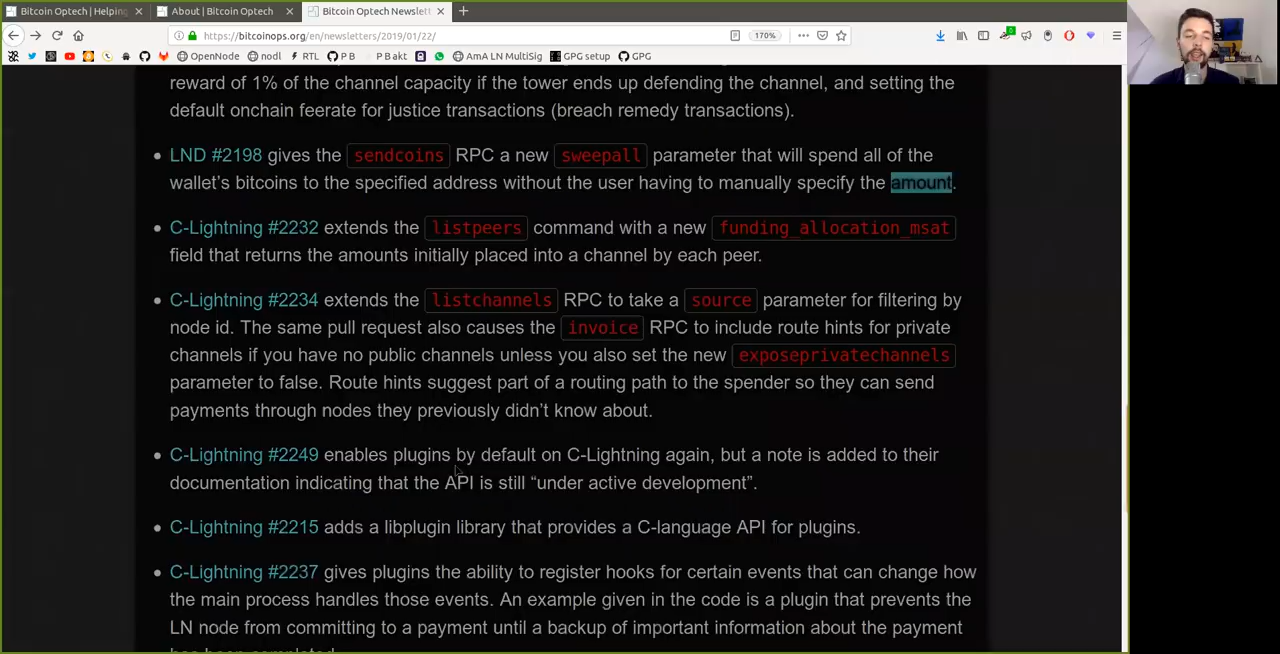 Bitcoin Optech | Helping
About | Bitcoin Optech
Bitcoin Optech Newslett
https://bitcoinops.org/en/newsletters/2019/01/22/
170%
OpenNode
nodl
RTL
P B
P B akt
AmA LN MultiSig
GPG setup
GPG
reward of 1% of the channel capacity if the tower ends up defending the channel, and setting the
default onchain feerate for justice transactions (breach remedy transactions).
• LND #2198 gives the sendcoins RPC a new sweepall parameter that will spend all of the
wallet's bitcoins to the specified address without the user having to manually specify the amount.
• C-Lightning #2232 extends the listpeers command with a new funding_allocation_msat
field that returns the amounts initially placed into a channel by each peer.
• C-Lightning #2234 extends the listchannels RPC to take a source parameter for filtering by
node id. The same pull request also causes the invoice RPC to include route hints for private
channels if you have no public channels unless you also set the new exposeprivatechannels
parameter to false. Route hints suggest part of a routing path to the spender so they can send
payments through nodes they previously didn't know about.
• C-Lightning #2249 enables plugins by default on C-Lightning again, but a note is added to their
documentation indicating that the API is still “under active development”.
• C-Lightning #2215 adds a libplugin library that provides a C-language API for plugins.
• C-Lightning #2237 gives plugins the ability to register hooks for certain events that can change how
the main process handles those events. An example given in the code is a plugin that prevents the
LN node from committing to a payment until a backup of important information about the payment
has been completed.